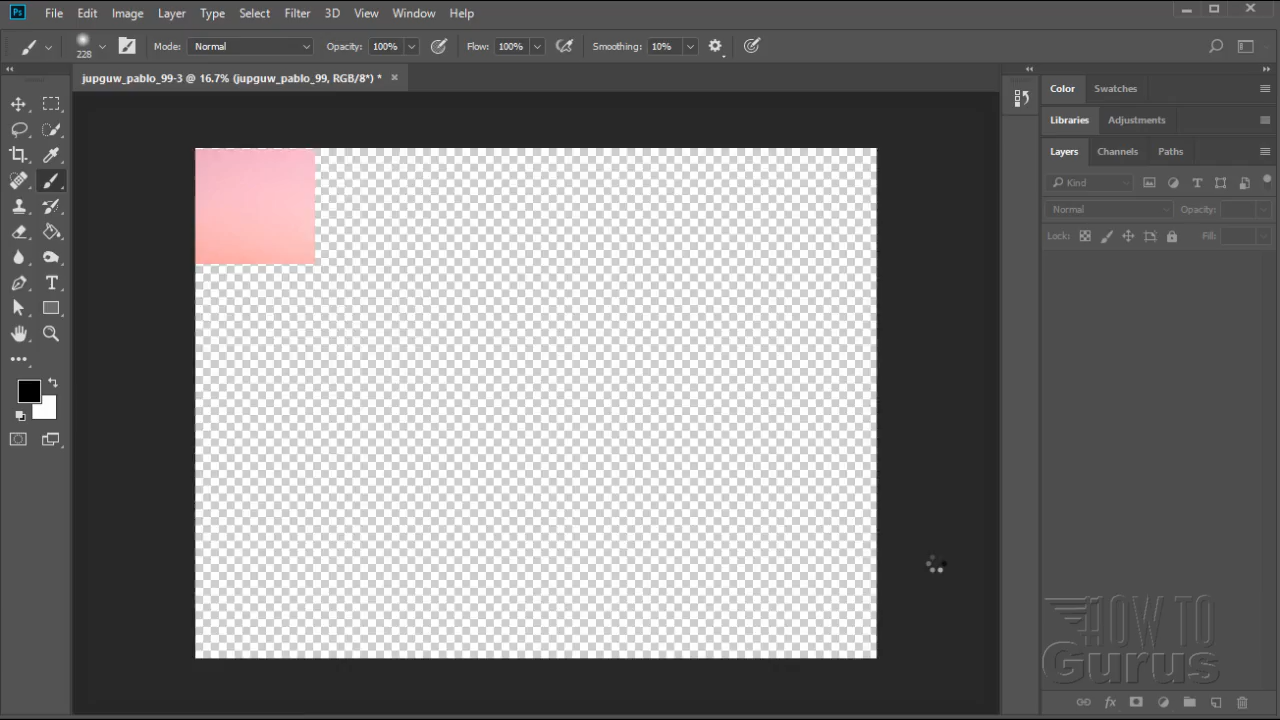 Ps File Edit Image Layer Type Select Filter 3D View Window Help
228 Mode: Normal Opacity: 100% Flow: 100% Smoothing: 10%
jupguw_pablo_99-3 @ 16.7% (jupguw_pablo_99, RGB/8*) * ×
Color Swatches
Libraries Adjustments
Layers Channels Paths
Kind
Normal Opacity:
Lock: Fill:
T
HOW TO
Gurus
fx